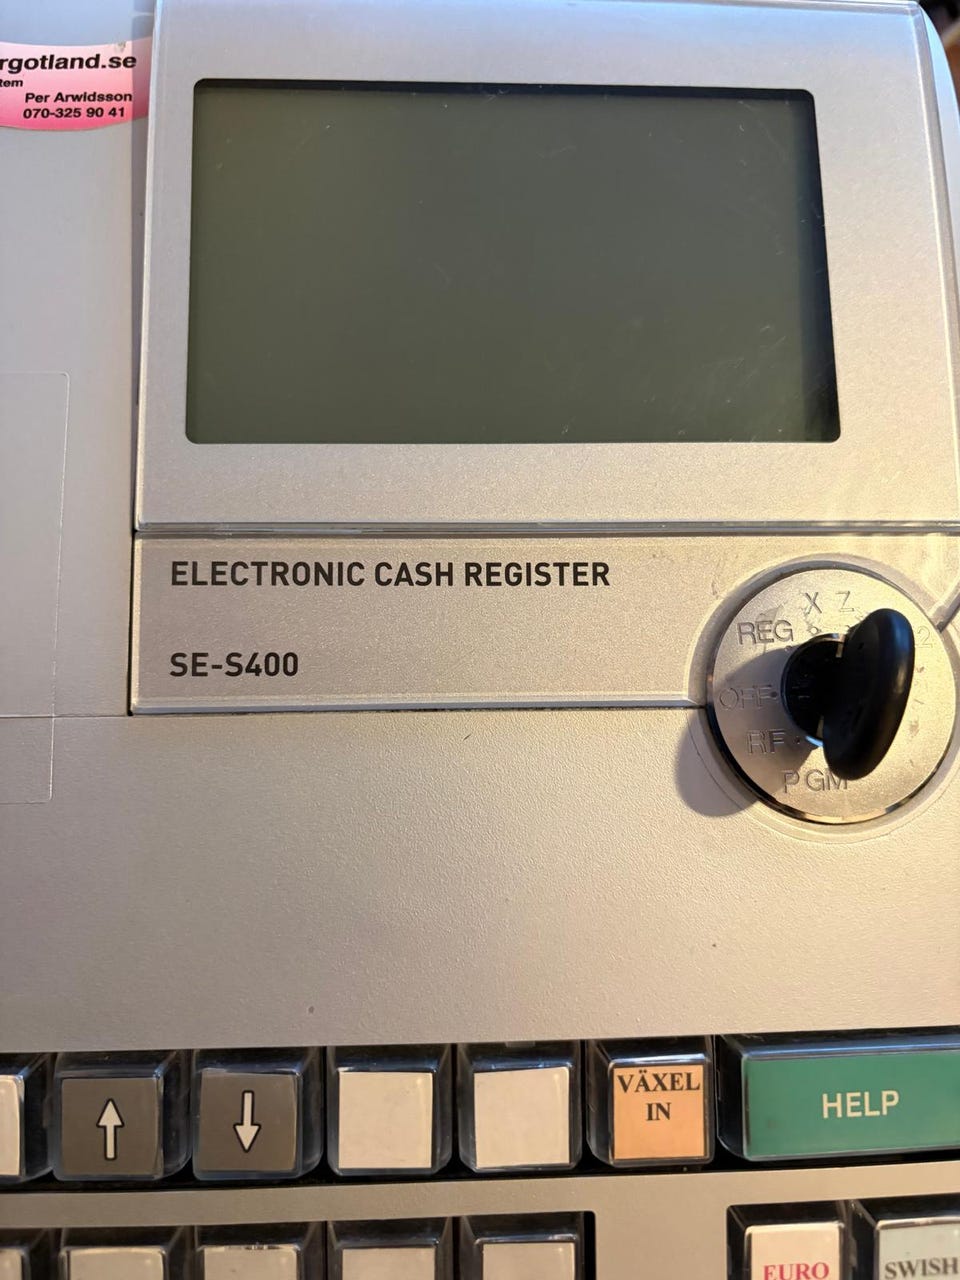 rgotland.se
tem
Per Arwidsson
070-325 90 41
ELECTRONIC CASH REGISTER
SE-S400
X Z
REG
2
OFF
RF
PGM
VÄXEL
IN
HELP
EURO
SWISH